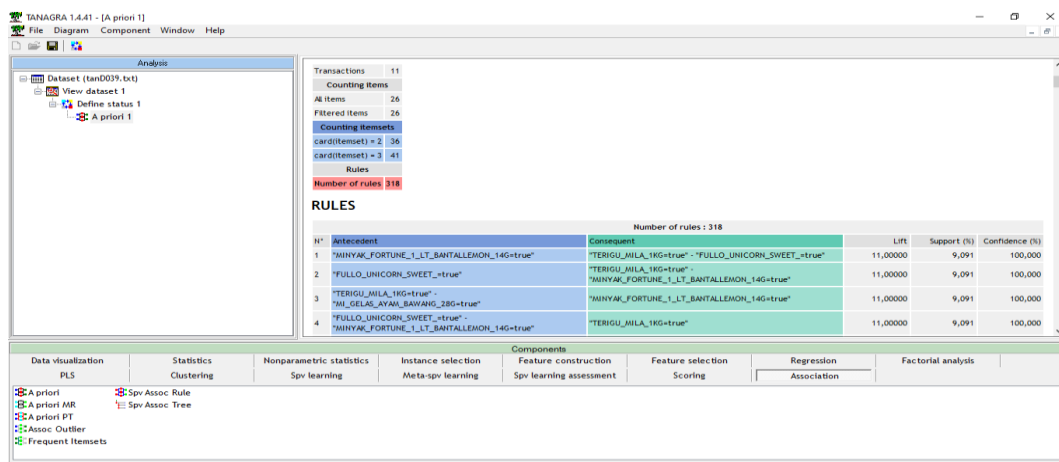 TANAGRA 1.4.41 - [A priori 1]
File Diagram Component Window Help
Analysis
Dataset (tanD039.txt)
View dataset 1
Define status 1
A priori 1
Transactions 11
Counting items
All items 26
Filtered items 26
Counting itemsets
card(itemset) = 2 36
card(itemset) = 3 41
Rules
Number of rules 318
RULES
Number of rules : 318
N° Antecedent Consequent Lift Support (%) Confidence (%)
1 "MINYAK_FORTUNE_1_LT_BANTALLEMON_14G=true" "TERIGU_MILA_1KG=true" - "FULLO_UNICORN_SWEET_=true" 11,00000 9,091 100,000
2 "FULLO_UNICORN_SWEET_=true" "TERIGU_MILA_1KG=true" - "MINYAK_FORTUNE_1_LT_BANTALLEMON_14G=true" 11,00000 9,091 100,000
3 "TERIGU_MILA_1KG=true" - "MI_GELAS_AYAM_BAWANG_28G=true" "MINYAK_FORTUNE_1_LT_BANTALLEMON_14G=true" 11,00000 9,091 100,000
4 "FULLO_UNICORN_SWEET_=true" - "MINYAK_FORTUNE_1_LT_BANTALLEMON_14G=true" "TERIGU_MILA_1KG=true" 11,00000 9,091 100,000
Components
Data visualization Statistics Nonparametric statistics Instance selection Feature construction Feature selection Regression Factorial analysis
PLS Clustering Spv learning Meta-spv learning Spv learning assessment Scoring Association
A priori Spv Assoc Rule
A priori MR Spv Assoc Tree
A priori PT
Assoc Outlier
Frequent Itemsets